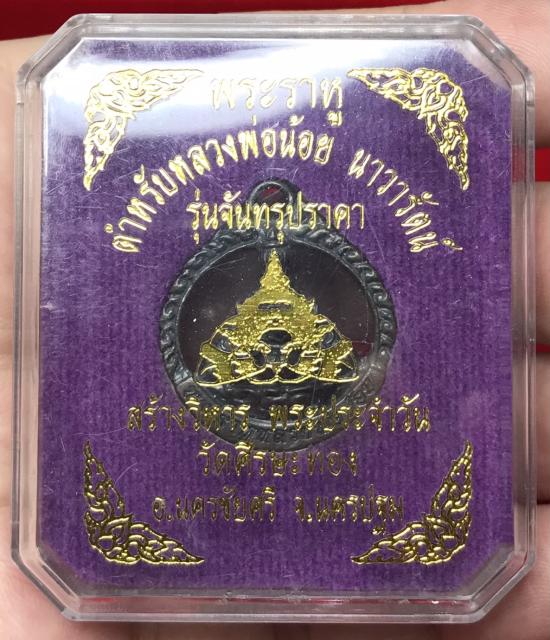 พระราหู
ตำหรับหลวงพ่อน้อย นาวารัตน์
รุ่นจันทรุปราคา
สร้างวิหาร พระประจำวัน
วัดศีรษะทอง
อ.นครชัยศรี จ.นครปฐม